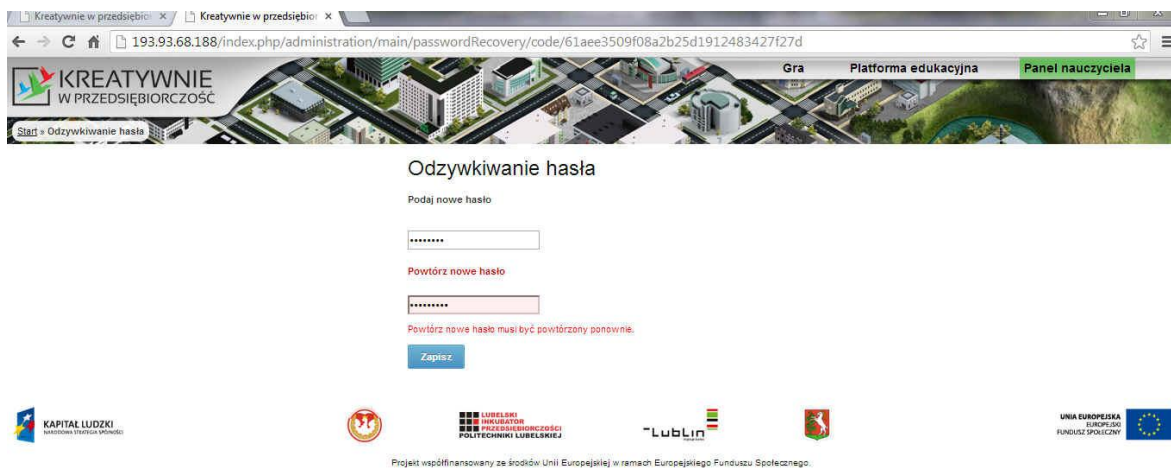 Kreatywnie w przedsiębior × Kreatywnie w przedsiębior ×
193.93.68.188/index.php/administration/main/passwordRecovery/code/61aee3509f08a2b25d1912483427f27d
KREATYWNIE
W PRZEDSIĘBIORCZOŚĆ
Gra Platforma edukacyjna Panel nauczyciela
Start » Odzywkiwanie hasła
Odzywkiwanie hasła
Podaj nowe hasło
••••••••
Powtórz nowe hasło
•••••••••
Powtórz nowe hasło musi być powtórzony ponownie.
Zapisz
KAPITAŁ LUDZKI
NARODOWA STRATEGIA SPÓJNOŚCI
LUBELSKI
INKUBATOR
PRZEDSIĘBIORCZOŚCI
POLITECHNIKI LUBELSKIEJ
Lublin
UNIA EUROPEJSKA
EUROPEJSKI
FUNDUSZ SPOŁECZNY
Projekt współfinansowany ze środków Unii Europejskiej w ramach Europejskiego Funduszu Społecznego.